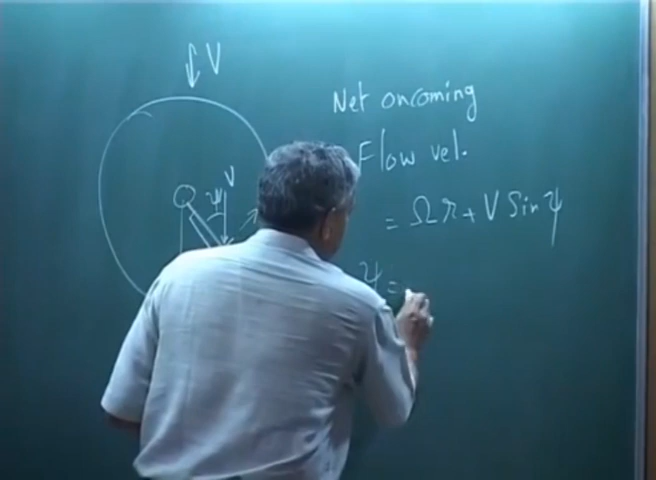 V
Net oncoming
Flow vel.
= Ωr + V Sin ψ
ψ V
ψ =